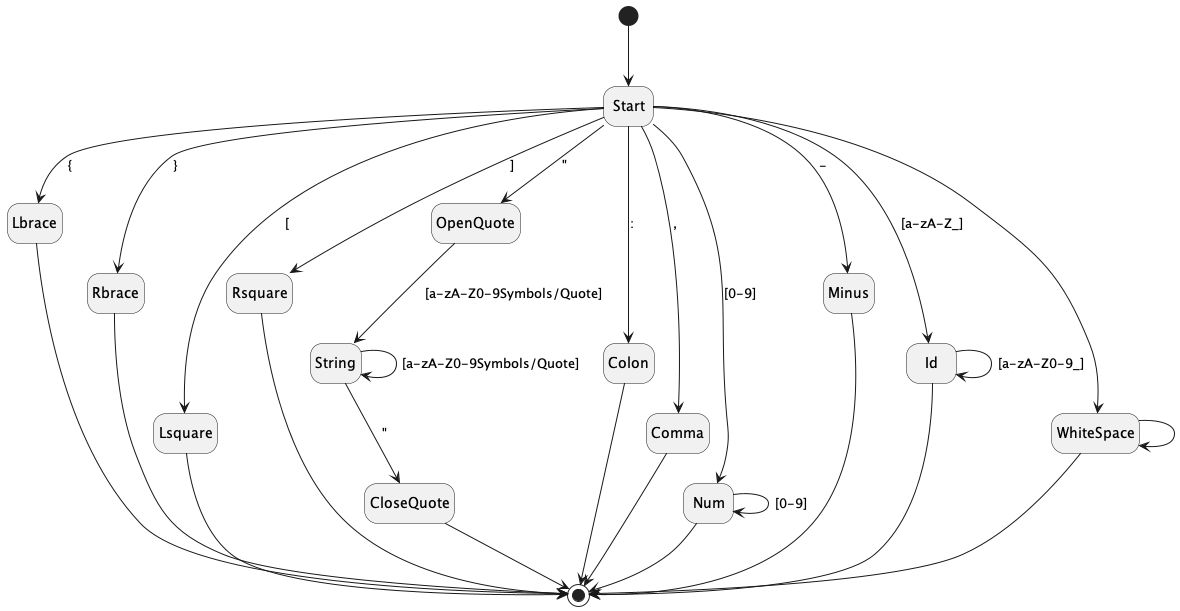 Start
{
}
]
"
-
[
:
,
[a-zA-Z_]
Lbrace
OpenQuote
Rbrace
Rsquare
[a-zA-Z0-9Symbols/Quote]
[0-9]
Minus
String
[a-zA-Z0-9Symbols/Quote]
Colon
Id
[a-zA-Z0-9_]
Lsquare
"
Comma
WhiteSpace
CloseQuote
Num
[0-9]